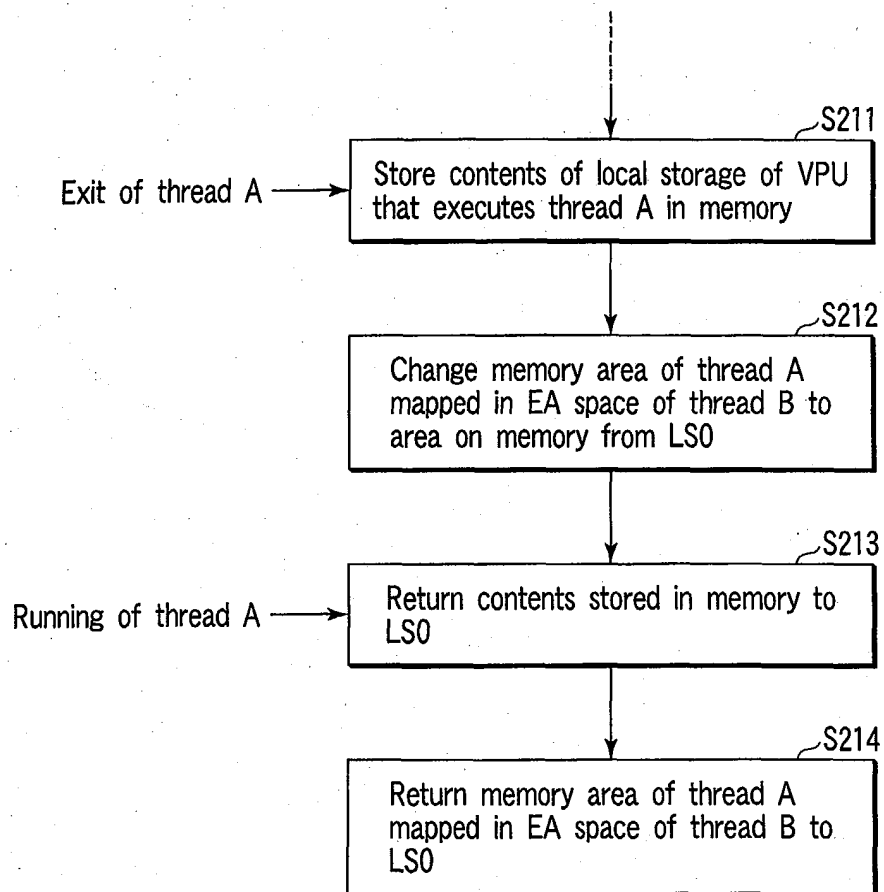 S211
Exit of thread A
Store contents of local storage of VPU
that executes thread A in memory
S212
Change memory area of thread A
mapped in EA space of thread B to
area on memory from LS0
S213
Running of thread A
Return contents stored in memory to
LS0
S214
Return memory area of thread A
mapped in EA space of thread B to
LS0